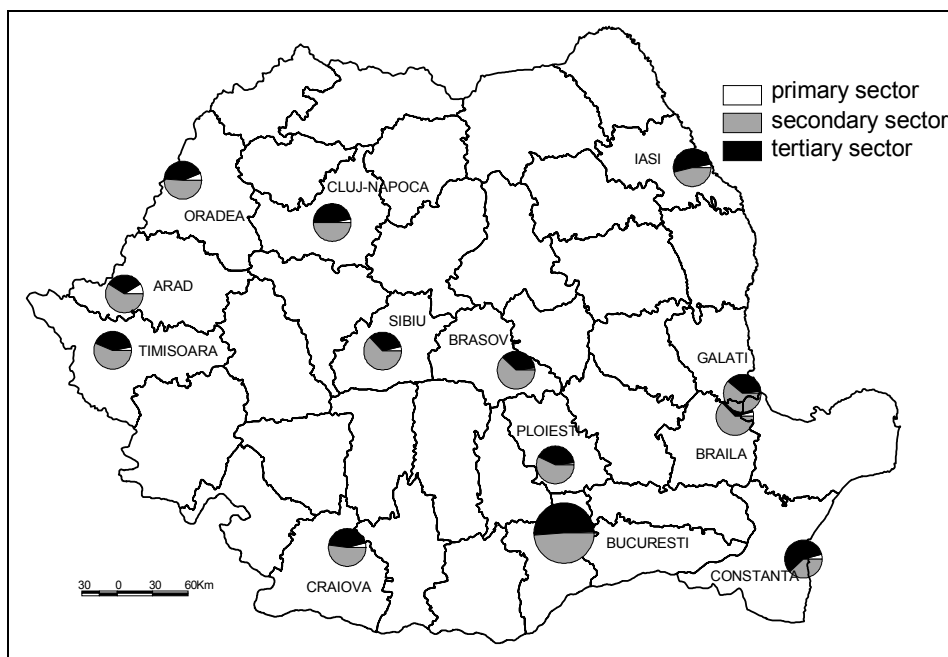 primary sector
secondary sector
tertiary sector
IASI
CLUJ-NAPOCA
ORADEA
ARAD
SIBIU
BRASOV
TIMISOARA
GALATI
PLOIESTI
BRAILA
BUCURESTI
CONSTANTA
CRAIOVA
30 0 30 60Km